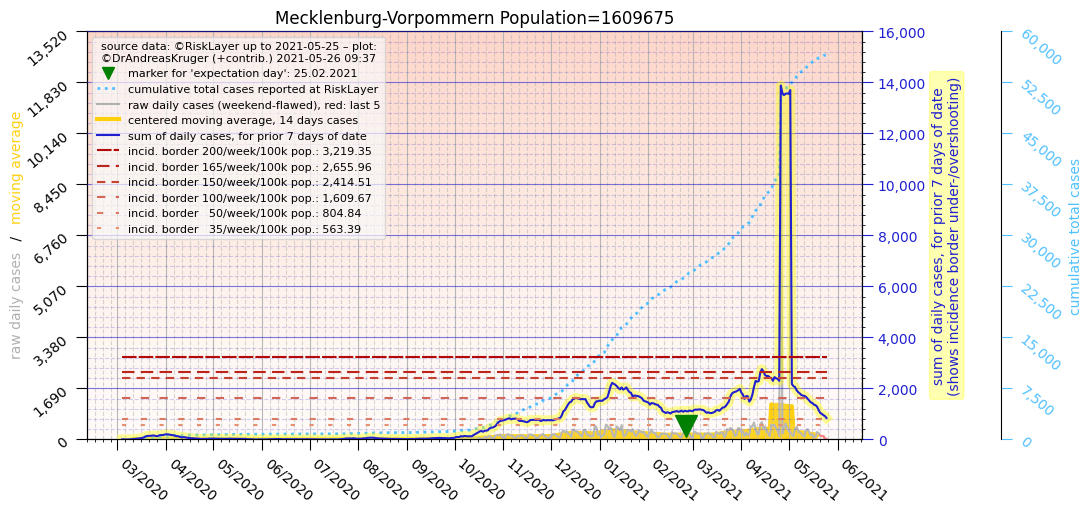 Mecklenburg-Vorpommern Population=1609675
source data: ©RiskLayer up to 2021-05-25 – plot:
©DrAndreasKruger (+contrib.) 2021-05-26 09:37
marker for 'expectation day': 25.02.2021
cumulative total cases reported at RiskLayer
raw daily cases (weekend-flawed), red: last 5
centered moving average, 14 days cases
sum of daily cases, for prior 7 days of date
incid. border 200/week/100k pop.: 3,219.35
incid. border 165/week/100k pop.: 2,655.96
incid. border 150/week/100k pop.: 2,414.51
incid. border 100/week/100k pop.: 1,609.67
incid. border 50/week/100k pop.: 804.84
incid. border 35/week/100k pop.: 563.39
raw daily cases / moving average
13,520
11,830
10,140
8,450
6,760
5,070
3,380
1,690
0
03/2020
04/2020
05/2020
06/2020
07/2020
08/2020
09/2020
10/2020
11/2020
12/2020
01/2021
02/2021
03/2021
04/2021
05/2021
06/2021
16,000
14,000
12,000
10,000
8,000
6,000
4,000
2,000
0
sum of daily cases, for prior 7 days of date
(shows incidence border under-/overshooting)
60,000
52,500
45,000
37,500
30,000
22,500
15,000
7,500
0
cumulative total cases